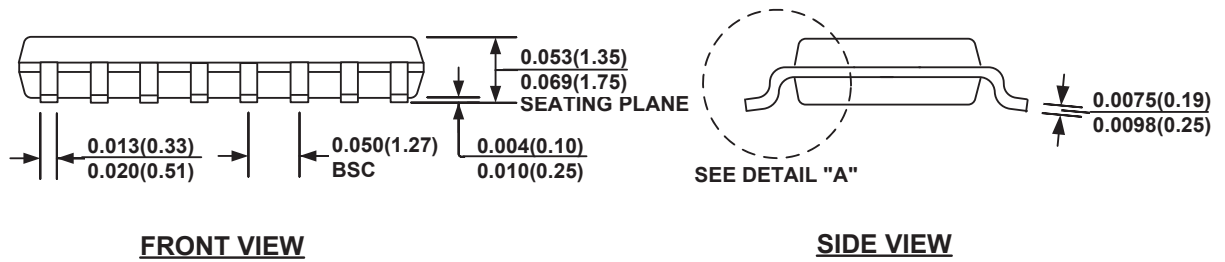 0.053(1.35)
0.069(1.75)
SEATING PLANE
0.013(0.33)
0.020(0.51)
0.050(1.27)
BSC
0.004(0.10)
0.010(0.25)
FRONT VIEW
0.0075(0.19)
0.0098(0.25)
SEE DETAIL "A"
SIDE VIEW